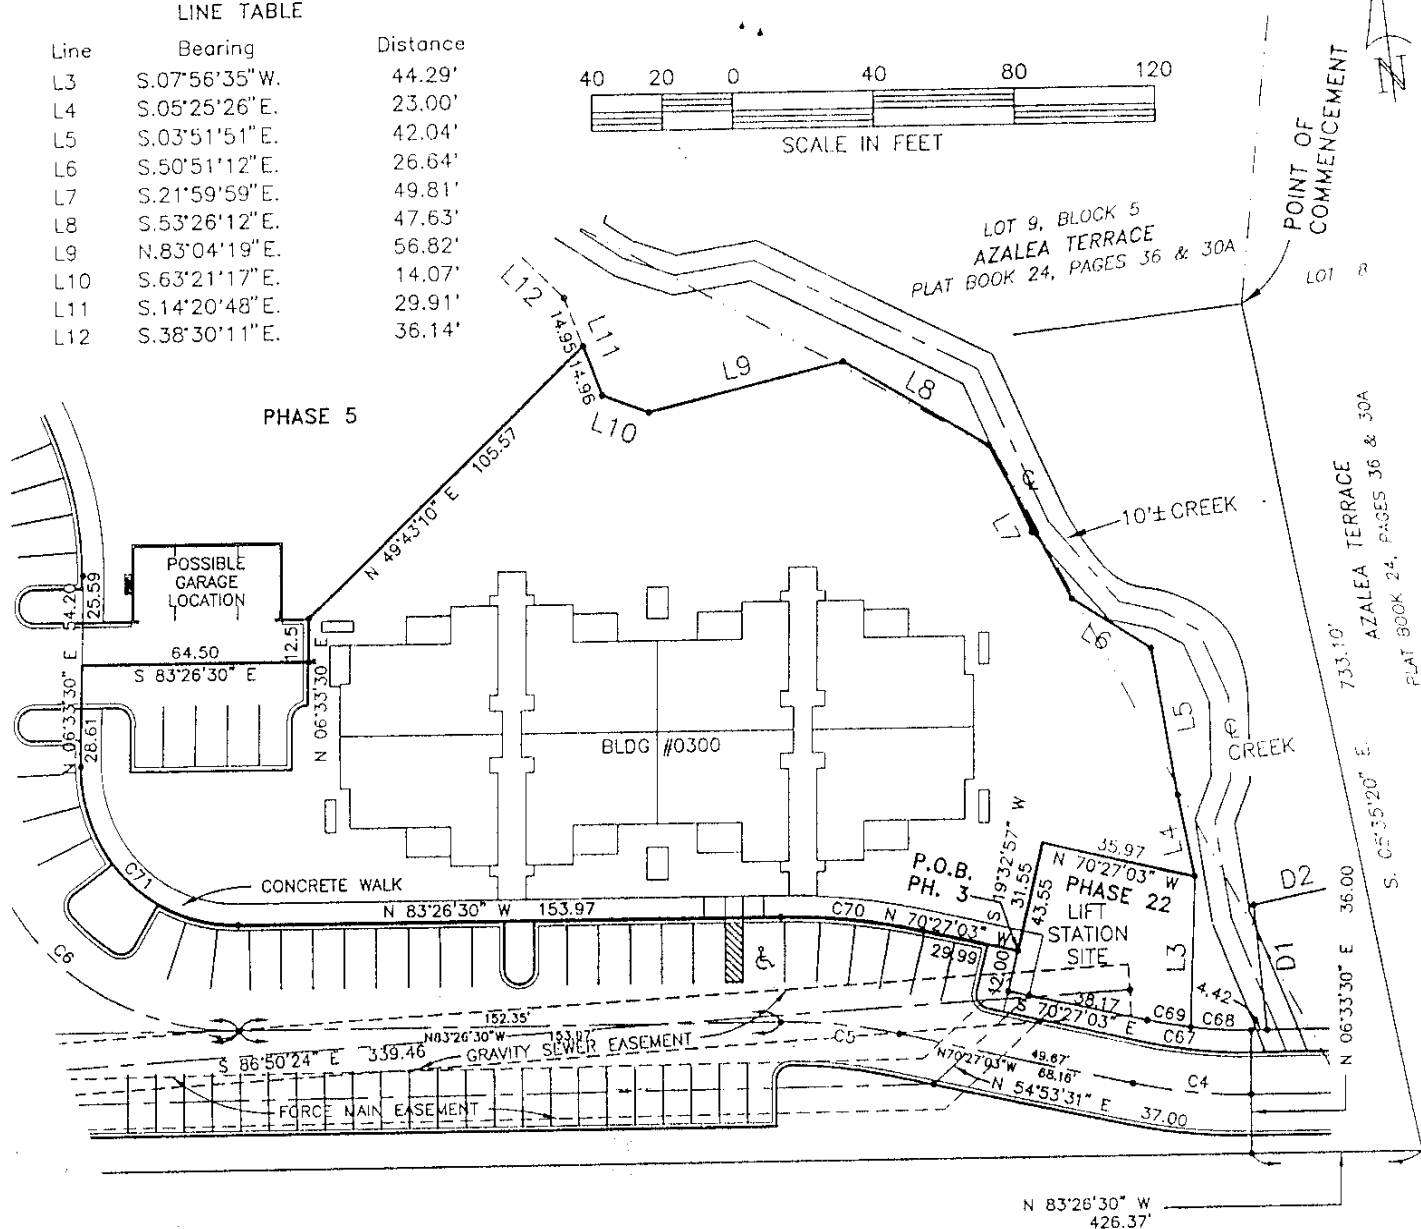 LINE TABLE
Line Bearing Distance
L3 S.07°56'35"W. 44.29'
L4 S.05°25'26"E. 23.00'
L5 S.03°51'51"E. 42.04'
L6 S.50°51'12"E. 26.64'
L7 S.21°59'59"E. 49.81'
L8 S.53°26'12"E. 47.63'
L9 N.83°04'19"E. 56.82'
L10 S.63°21'17"E. 14.07'
L11 S.14°20'48"E. 29.91'
L12 S.38°30'11"E. 36.14'
40 20 0 40 80 120
SCALE IN FEET
N
POINT OF
COMMENCEMENT
LOT 9, BLOCK 5
AZALEA TERRACE
PLAT BOOK 24, PAGES 36 & 30A
LOT 8
L12
L11
14.95
14.96
L10
L9
L8
L7
L6
L5
L4
L3
PHASE 5
N 49°43'10" E 105.57
10'± CREEK
℄
℄
CREEK
AZALEA TERRACE
PLAT BOOK 24, PAGES 36 & 30A
S. 05°35'20" E. 733.10'
POSSIBLE
GARAGE
LOCATION
N 06°33'30" E 54.20
25.59
28.61
64.50
S 83°26'30" E
12.5
N 06°33'30 E
BLDG #0300
C71
CONCRETE WALK
N 83°26'30" W 153.97
C70
N 70°27'03" W
29.99
P.O.B.
PH. 3
S 19°32'57" W
31.55
43.55
12.00
35.97
N 70°27'03" W
PHASE 22
LIFT
STATION
SITE
38.17
S 70°27'03" E
C69
C68
C67
4.42
D2
D1
N 06°33'30" E 36.00
C6
152.35'
N83°26'30"W 153.97'
GRAVITY SEWER EASEMENT
S 86°50'24" E 339.46
FORCE MAIN EASEMENT
C5
N70°27'03"W
49.67'
68.16'
N 54°53'31" E 37.00
C4
N 83°26'30" W
426.37'